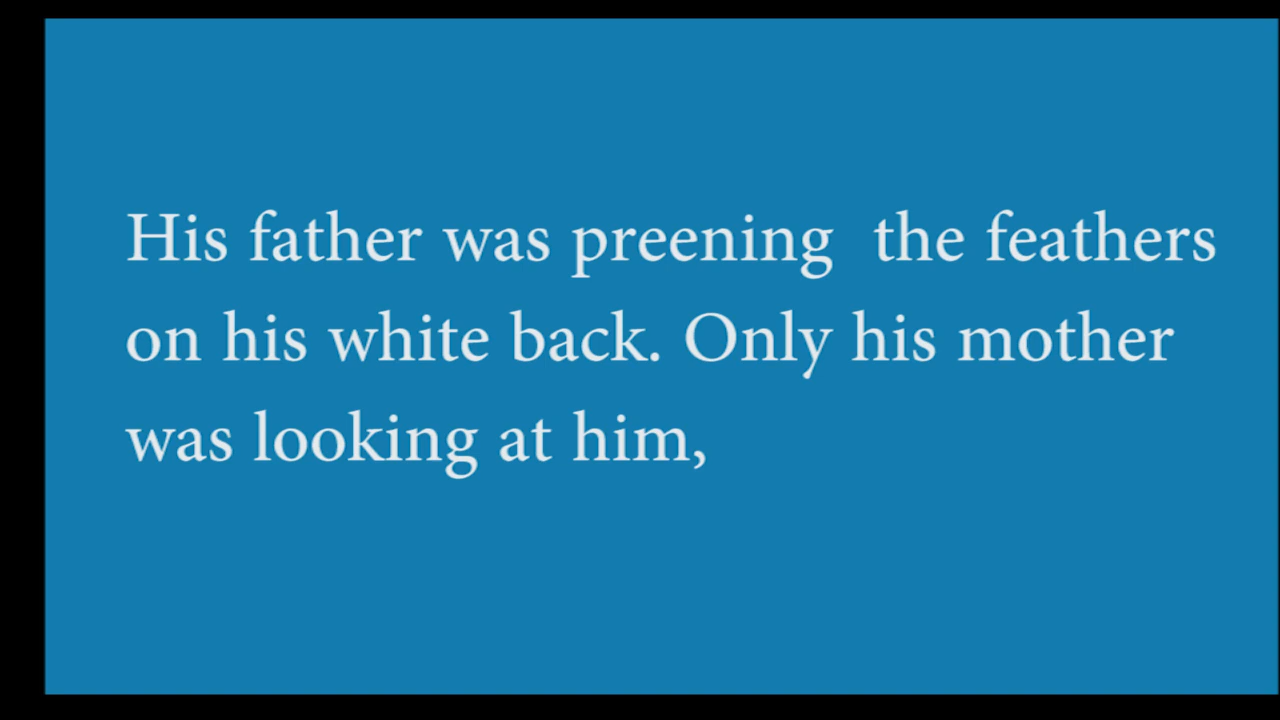 His father was preening  the feathers
on his white back. Only his mother
was looking at him,